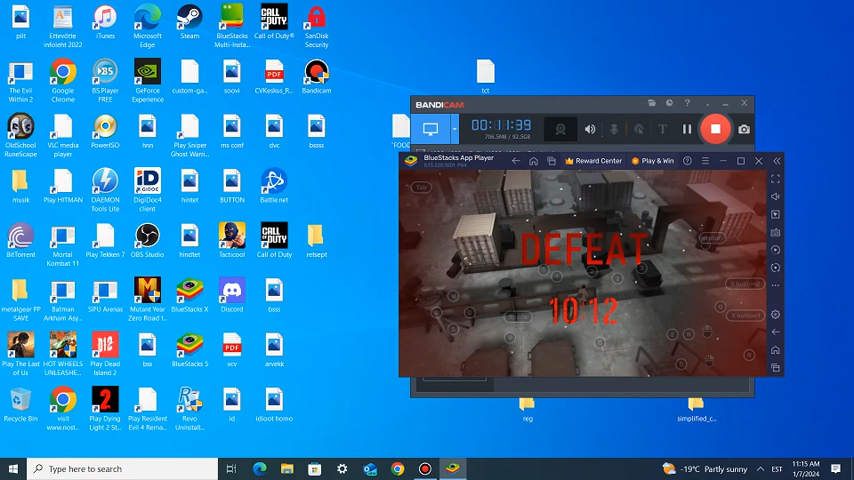 pilt
Ettevõtte
infoleht 2022
iTunes
Microsoft
Edge
Steam
BlueStacks
Multi-Insta...
Call of Duty®
SanDisk
Security
The Evil
Within 2
Google
Chrome
BS.Player
FREE
GeForce
Experience
custom-ga...
soovi
CVKeskus_R...
Bandicam
tct
OldSchool
RuneScape
VLC media
player
PowerISO
hnn
Play Sniper
Ghost Warr...
ms conf
dvc
bssss
musik
Play HITMAN
DAEMON
Tools Lite
DigiDoc4
client
hintet
BUTTON
Battle.net
BitTorrent
Mortal
Kombat 11
Play Tekken 7
OBS Studio
hindtet
Tacticool
Call of Duty
retsept
metalgear FP
SAVE
Batman
Arkham Asy...
SIFU Arenas
Mutant Year
Zero Road t...
BlueStacks X
Discord
bsss
Play The Last
of Us
HOT WHEELS
UNLEASHE...
Play Dead
Island 2
bss
BlueStacks 5
vcv
arvekk
Recycle Bin
visit
www.nost...
Play Dying
Light 2 St...
Play Resident
Evil 4 Rema...
Revo
Uninstall...
id
idioot homo
reg
simplified_c...
BANDICAM
00:11:39
706.5MB / 92.5GB
BlueStacks App Player
Reward Center
Play & Win
Tab
DEFEAT
10:12
Type here to search
-19°C Partly sunny
EST
11:15 AM
1/7/2024